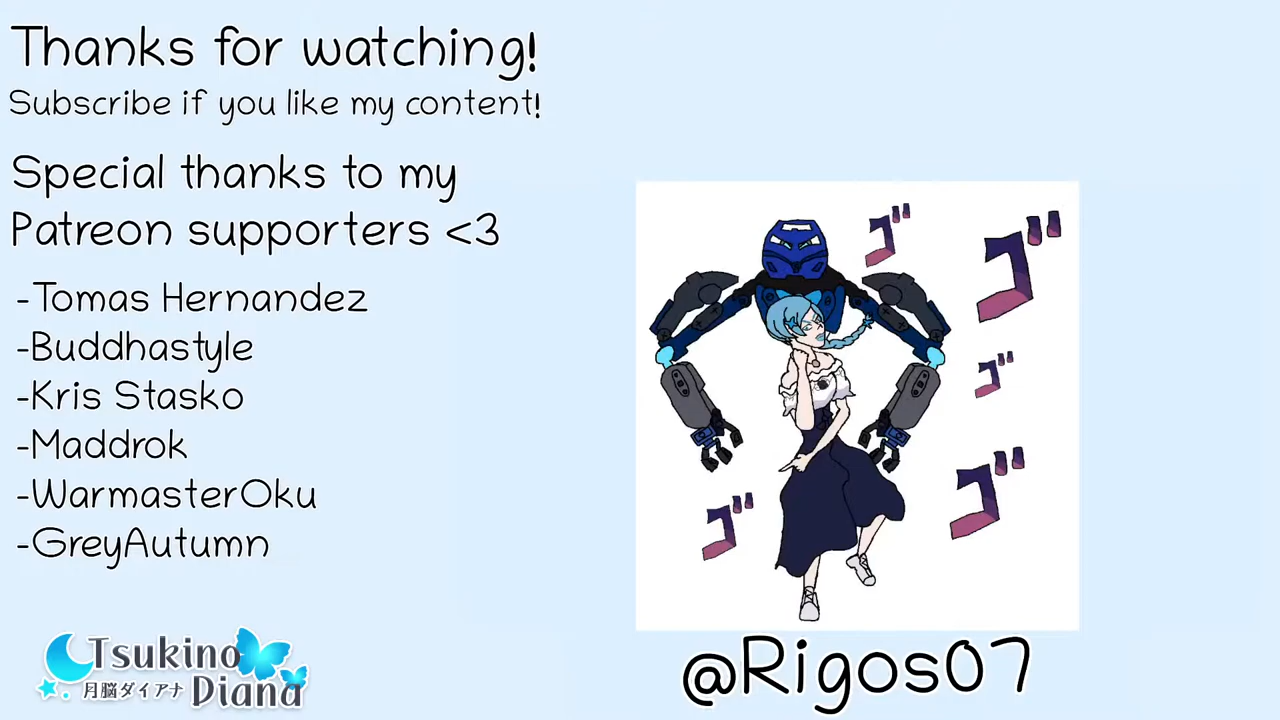 Thanks for watching!
Subscribe if you like my content!
Special thanks to my
Patreon supporters <3
-Tomas Hernandez
-Buddhastyle
-Kris Stasko
-Maddrok
-WarmasterOku
-GreyAutumn
Tsukino
月脳ダイアナ Diana
ゴ
ゴ
ゴ
ゴ
ゴ
@Rigos07